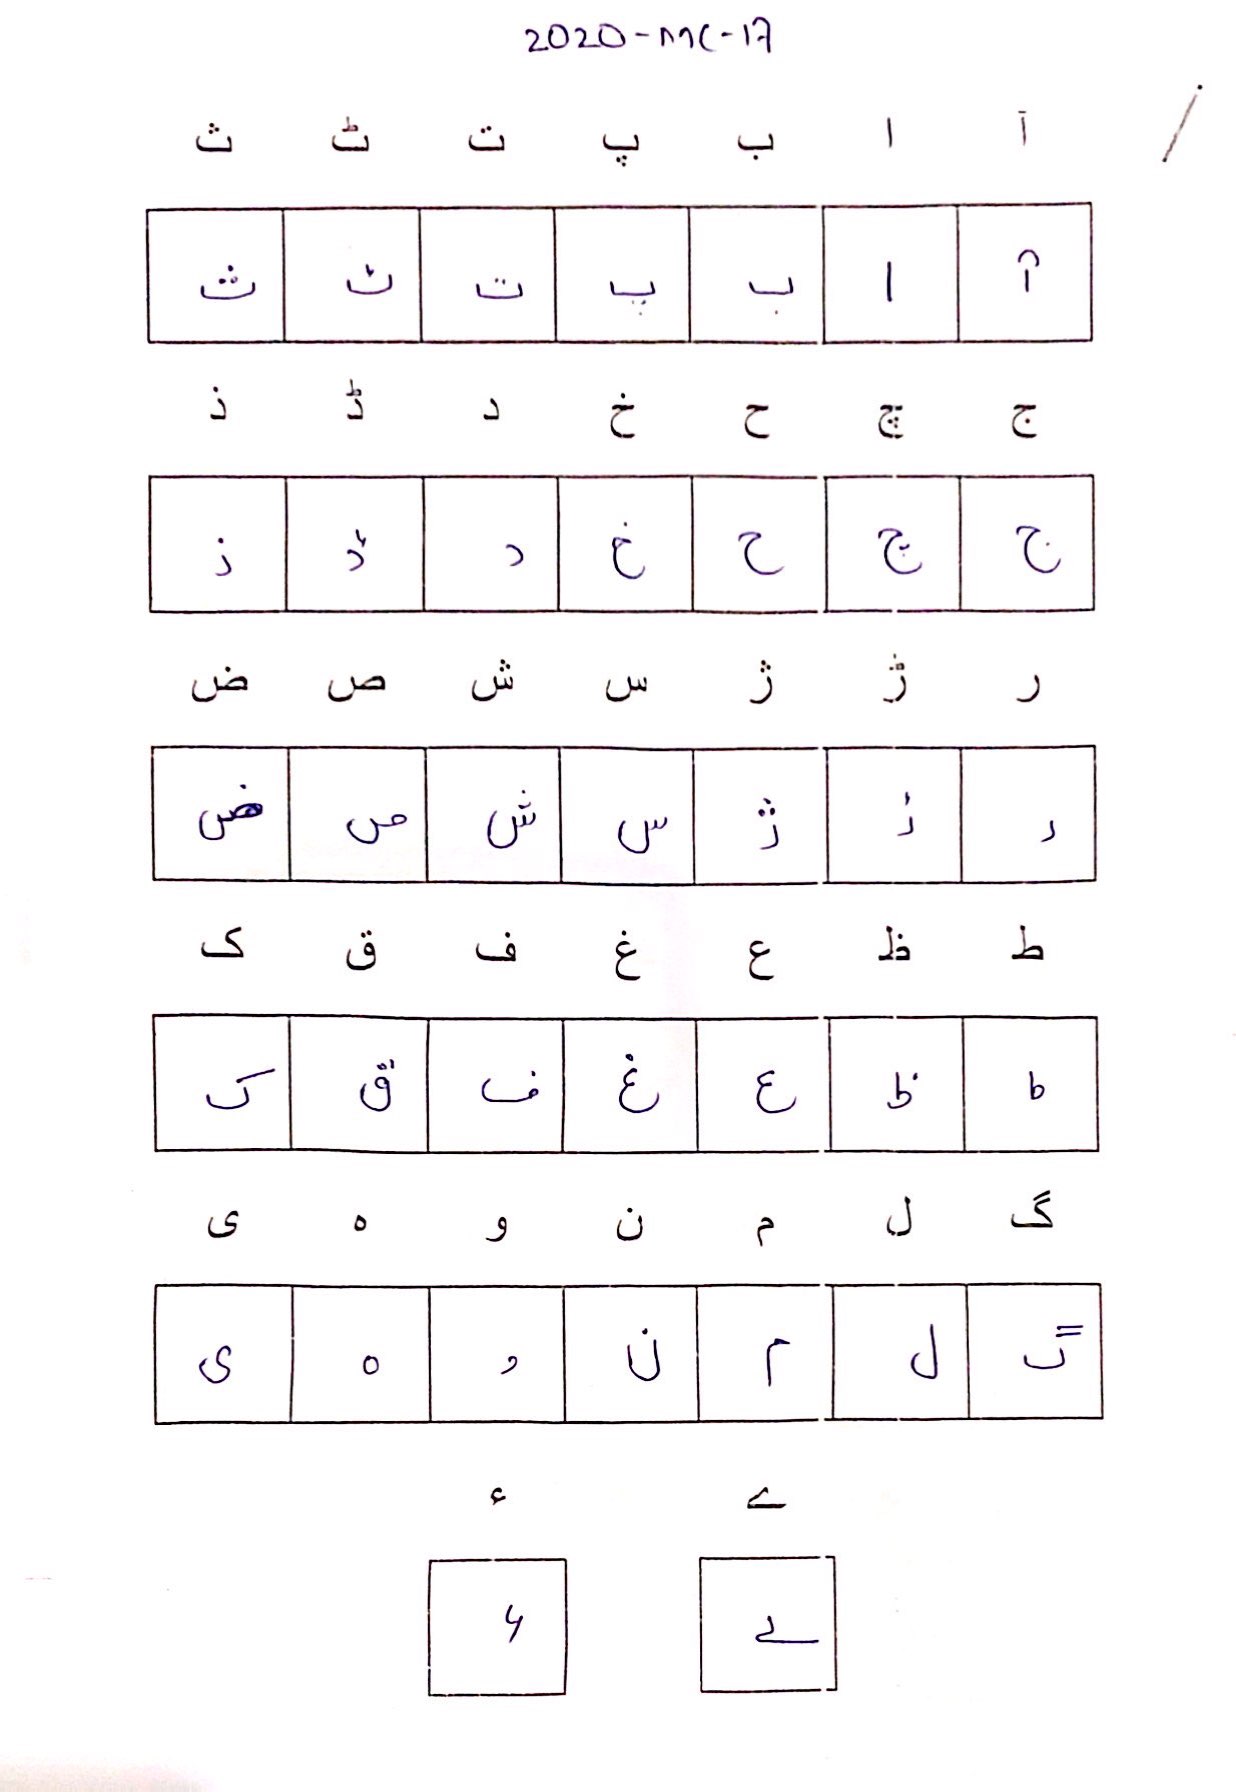 2020-MC-17
آ ا ب پ ت ٹ ث
آ ا ب پ ت ٹ ث
ج چ ح خ د ڈ ذ
ج چ ح خ د ڈ ذ
ر ڑ ژ س ش ص ض
ر ڑ ژ س ش ص ض
ط ظ ع غ ف ق ک
ط ظ ع غ ف ق ک
گ ل م ن و ہ ی
گ ل م ن و ہ ی
ے ء
ے ء